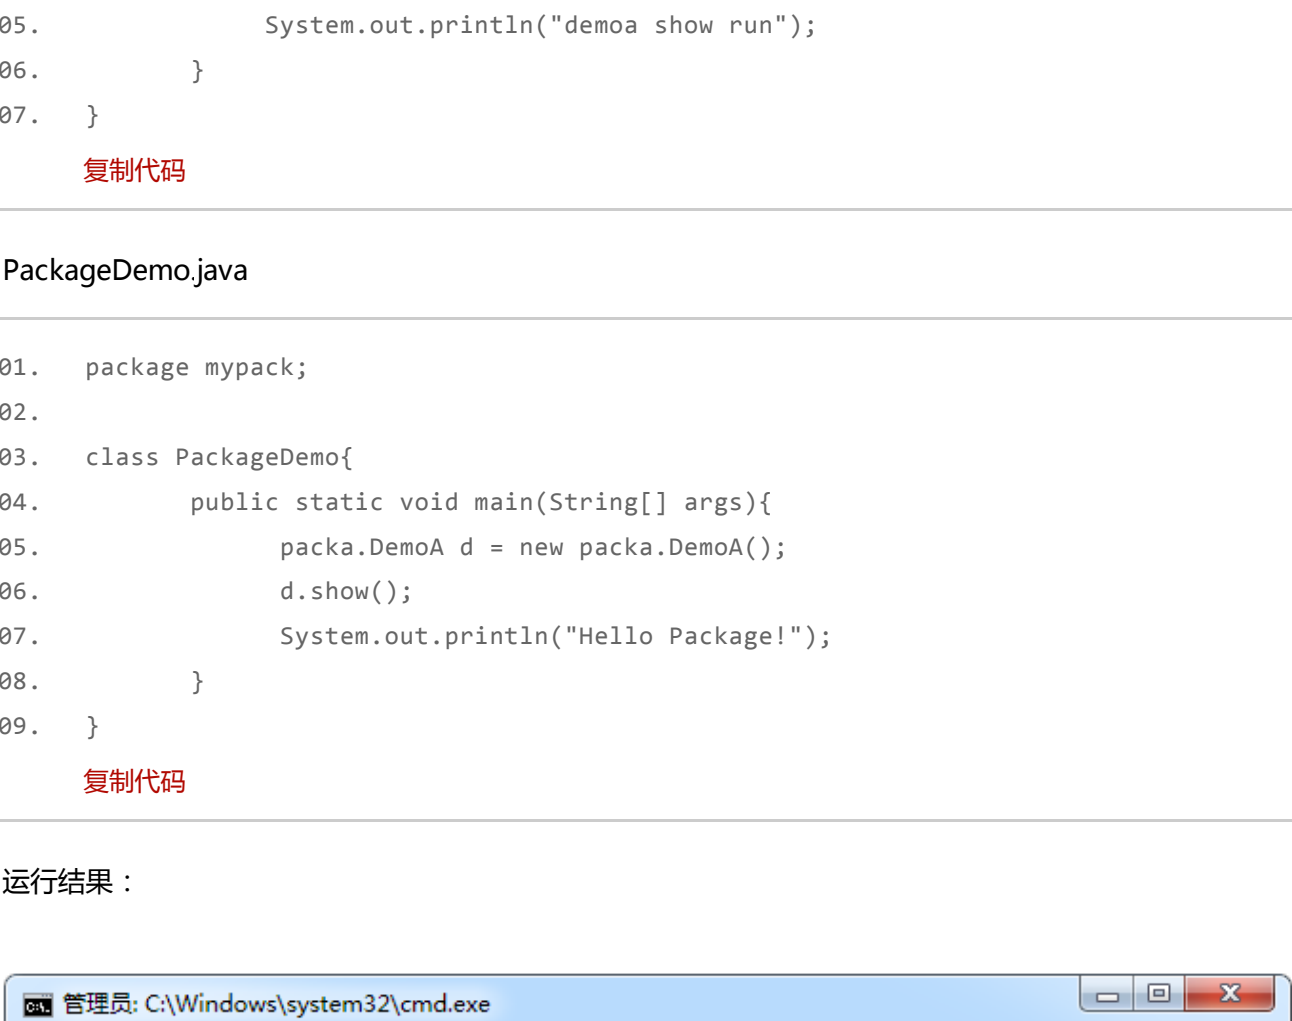 05.               System.out.println("demoa show run");
06.          }
07.   }
复制代码
PackageDemo.java
01.   package mypack;
02.
03.   class PackageDemo{
04.          public static void main(String[] args){
05.                packa.DemoA d = new packa.DemoA();
06.                d.show();
07.                System.out.println("Hello Package!");
08.          }
09.   }
复制代码
运行结果：
管理员: C:\Windows\system32\cmd.exe